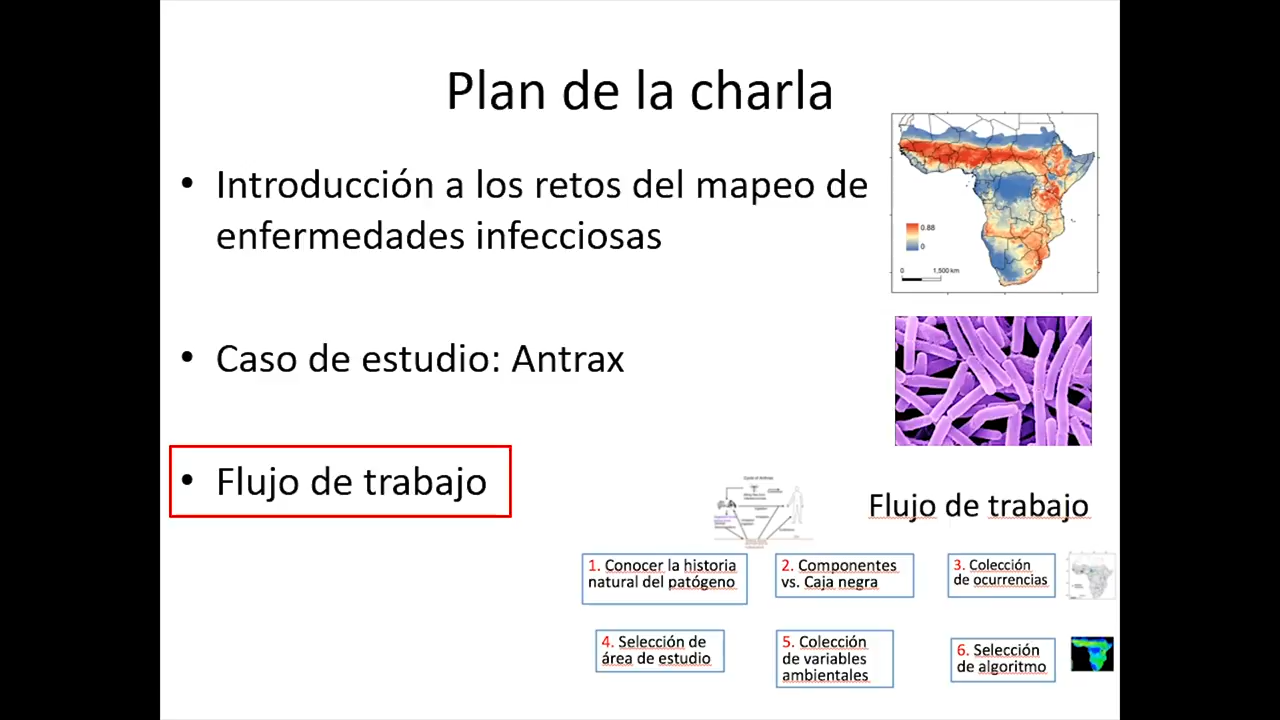 Plan de la charla
• Introducción a los retos del mapeo de
enfermedades infecciosas
0.88
0
0
1,500 km
• Caso de estudio: Antrax
• Flujo de trabajo
Flujo de trabajo
1. Conocer la historia
natural del patógeno
2. Componentes
vs. Caja negra
3. Colección
de ocurrencias
4. Selección de
área de estudio
5. Colección
de variables
ambientales
6. Selección
de algoritmo